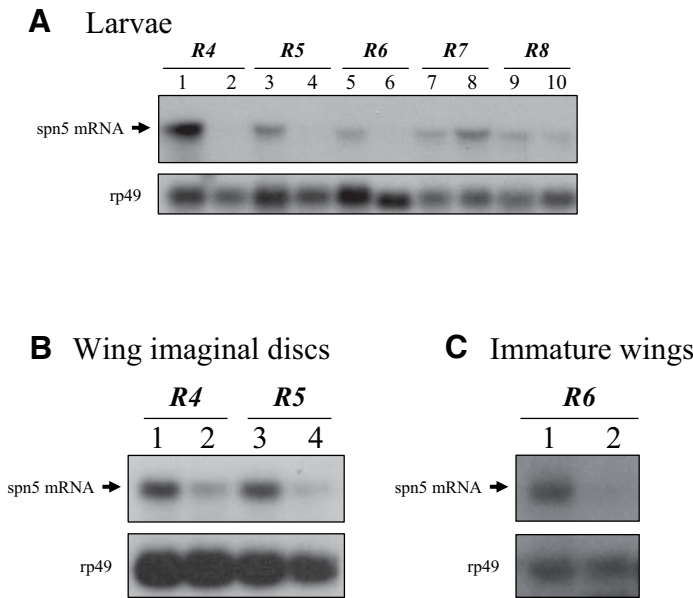 A Larvae
R4 R5 R6 R7 R8
1 2 3 4 5 6 7 8 9 10
spn5 mRNA
rp49
B Wing imaginal discs
R4 R5
1 2 3 4
spn5 mRNA
rp49
C Immature wings
R6
1 2
spn5 mRNA
rp49